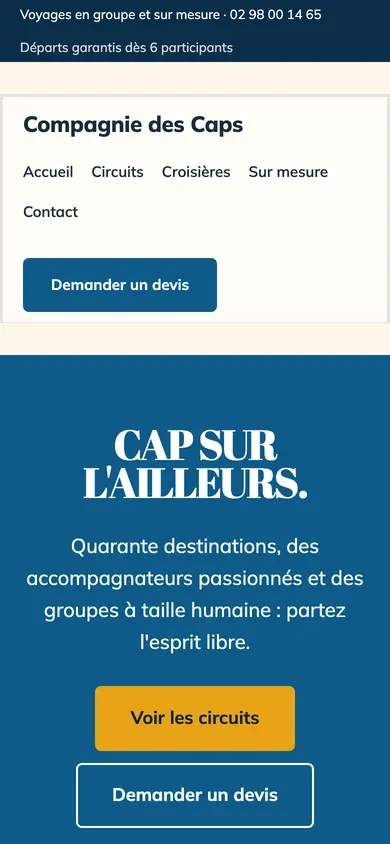 Voyages en groupe et sur mesure · 02 98 00 14 65
Départs garantis dès 6 participants
Compagnie des Caps
Accueil Circuits Croisières Sur mesure
Contact
Demander un devis
CAP SUR
L'AILLEURS.
Quarante destinations, des
accompagnateurs passionnés et des
groupes à taille humaine : partez
l'esprit libre.
Voir les circuits
Demander un devis